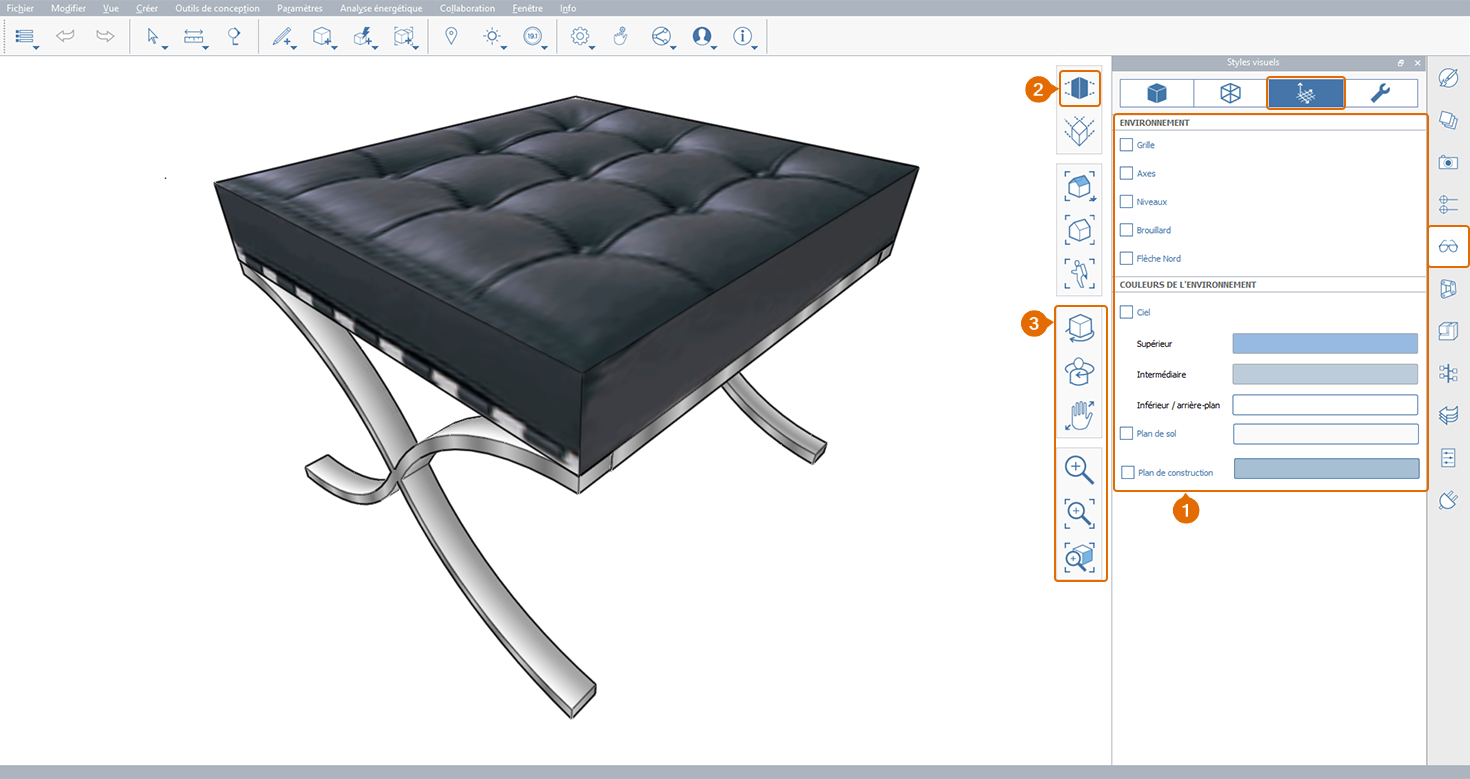 Fichier Modifier Vue Créer Outils de conception Paramètres Analyse énergétique Collaboration Fenêtre Info
19.1
Styles visuels
2
ENVIRONNEMENT
Grille
Axes
Niveaux
Brouillard
Flèche Nord
COULEURS DE L'ENVIRONNEMENT
Ciel
3
Supérieur
Intermédiaire
Inférieur / arrière-plan
Plan de sol
Plan de construction
1